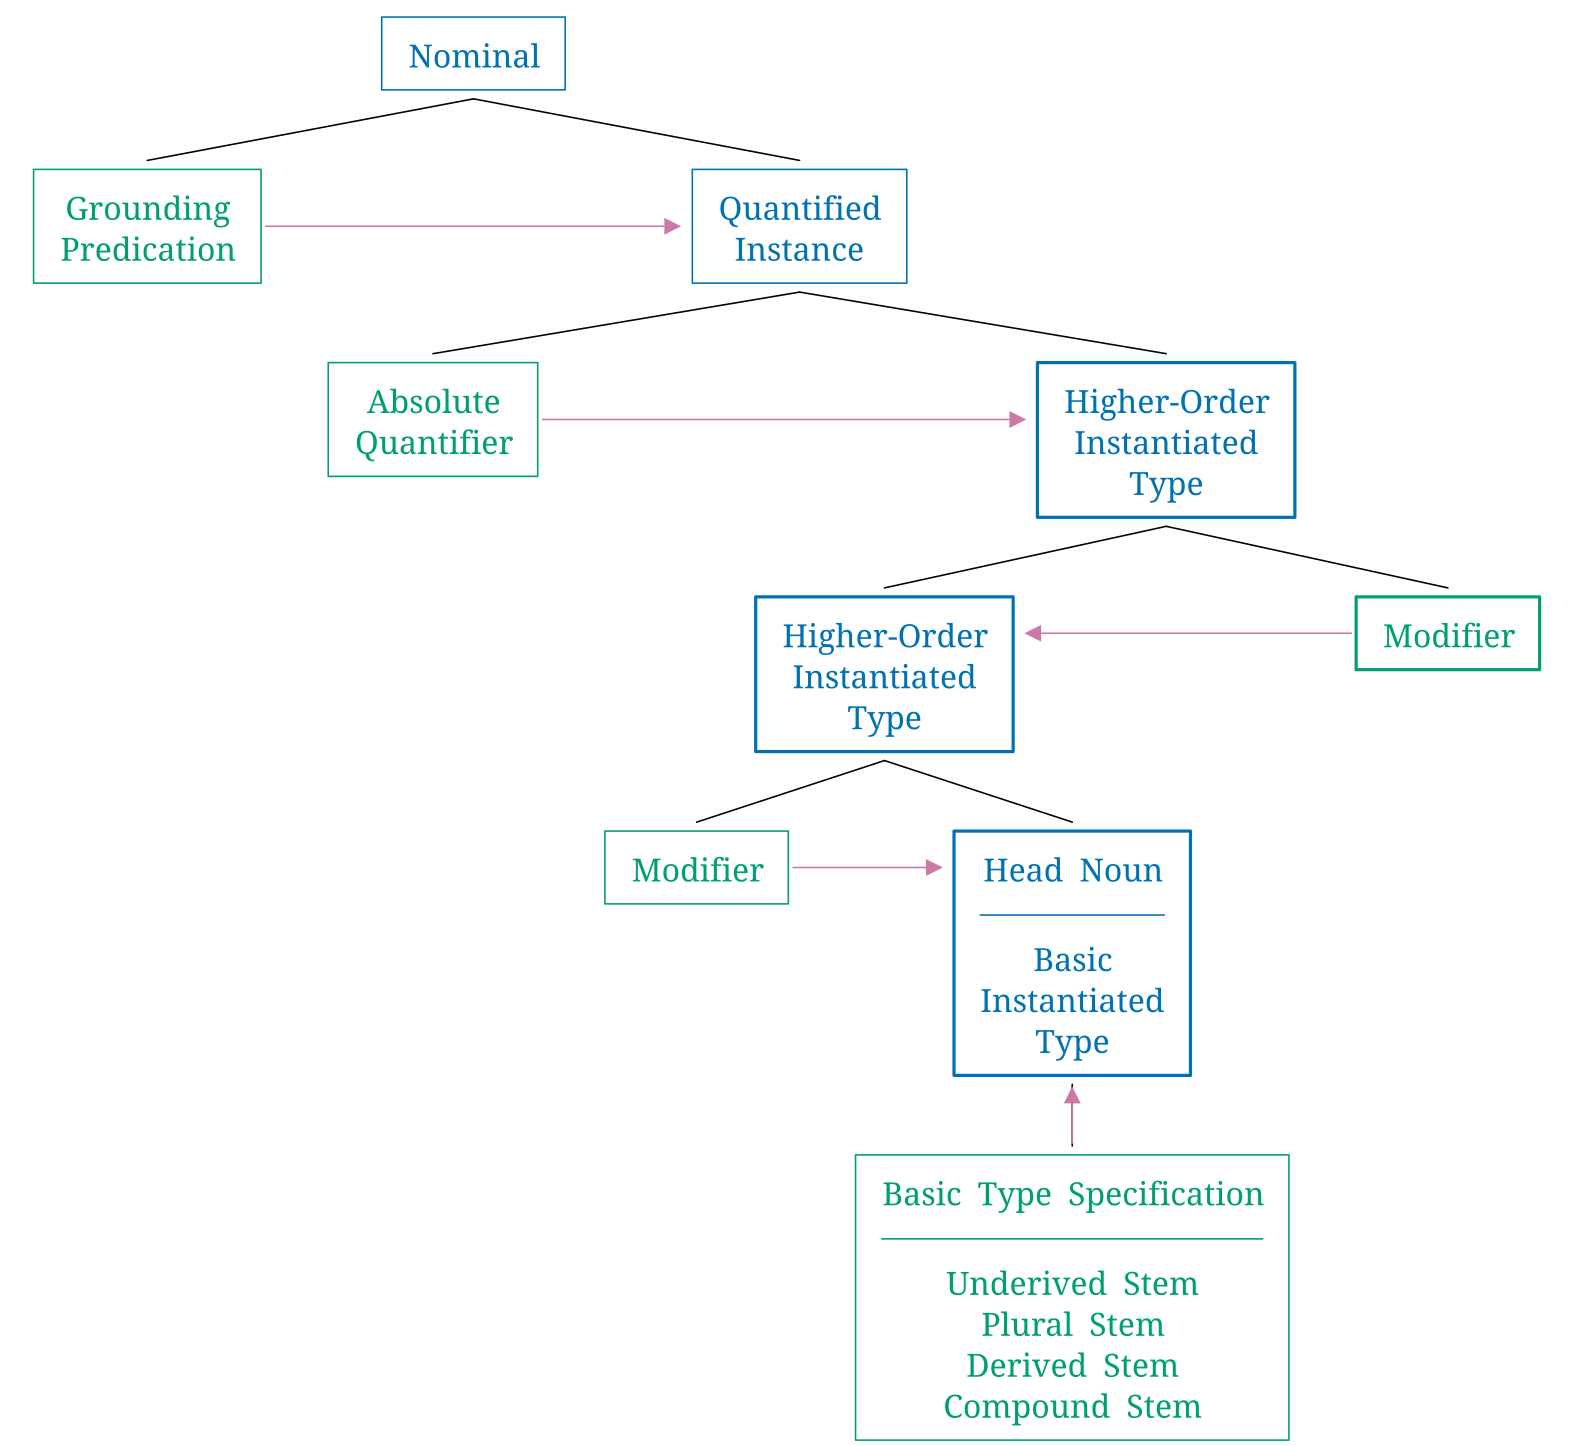 Nominal
Grounding
Predication
Quantified
Instance
Absolute
Quantifier
Higher-Order
Instantiated
Type
Higher-Order
Instantiated
Type
Modifier
Modifier
Head Noun
Basic
Instantiated
Type
Basic Type Specification
Underived Stem
Plural Stem
Derived Stem
Compound Stem